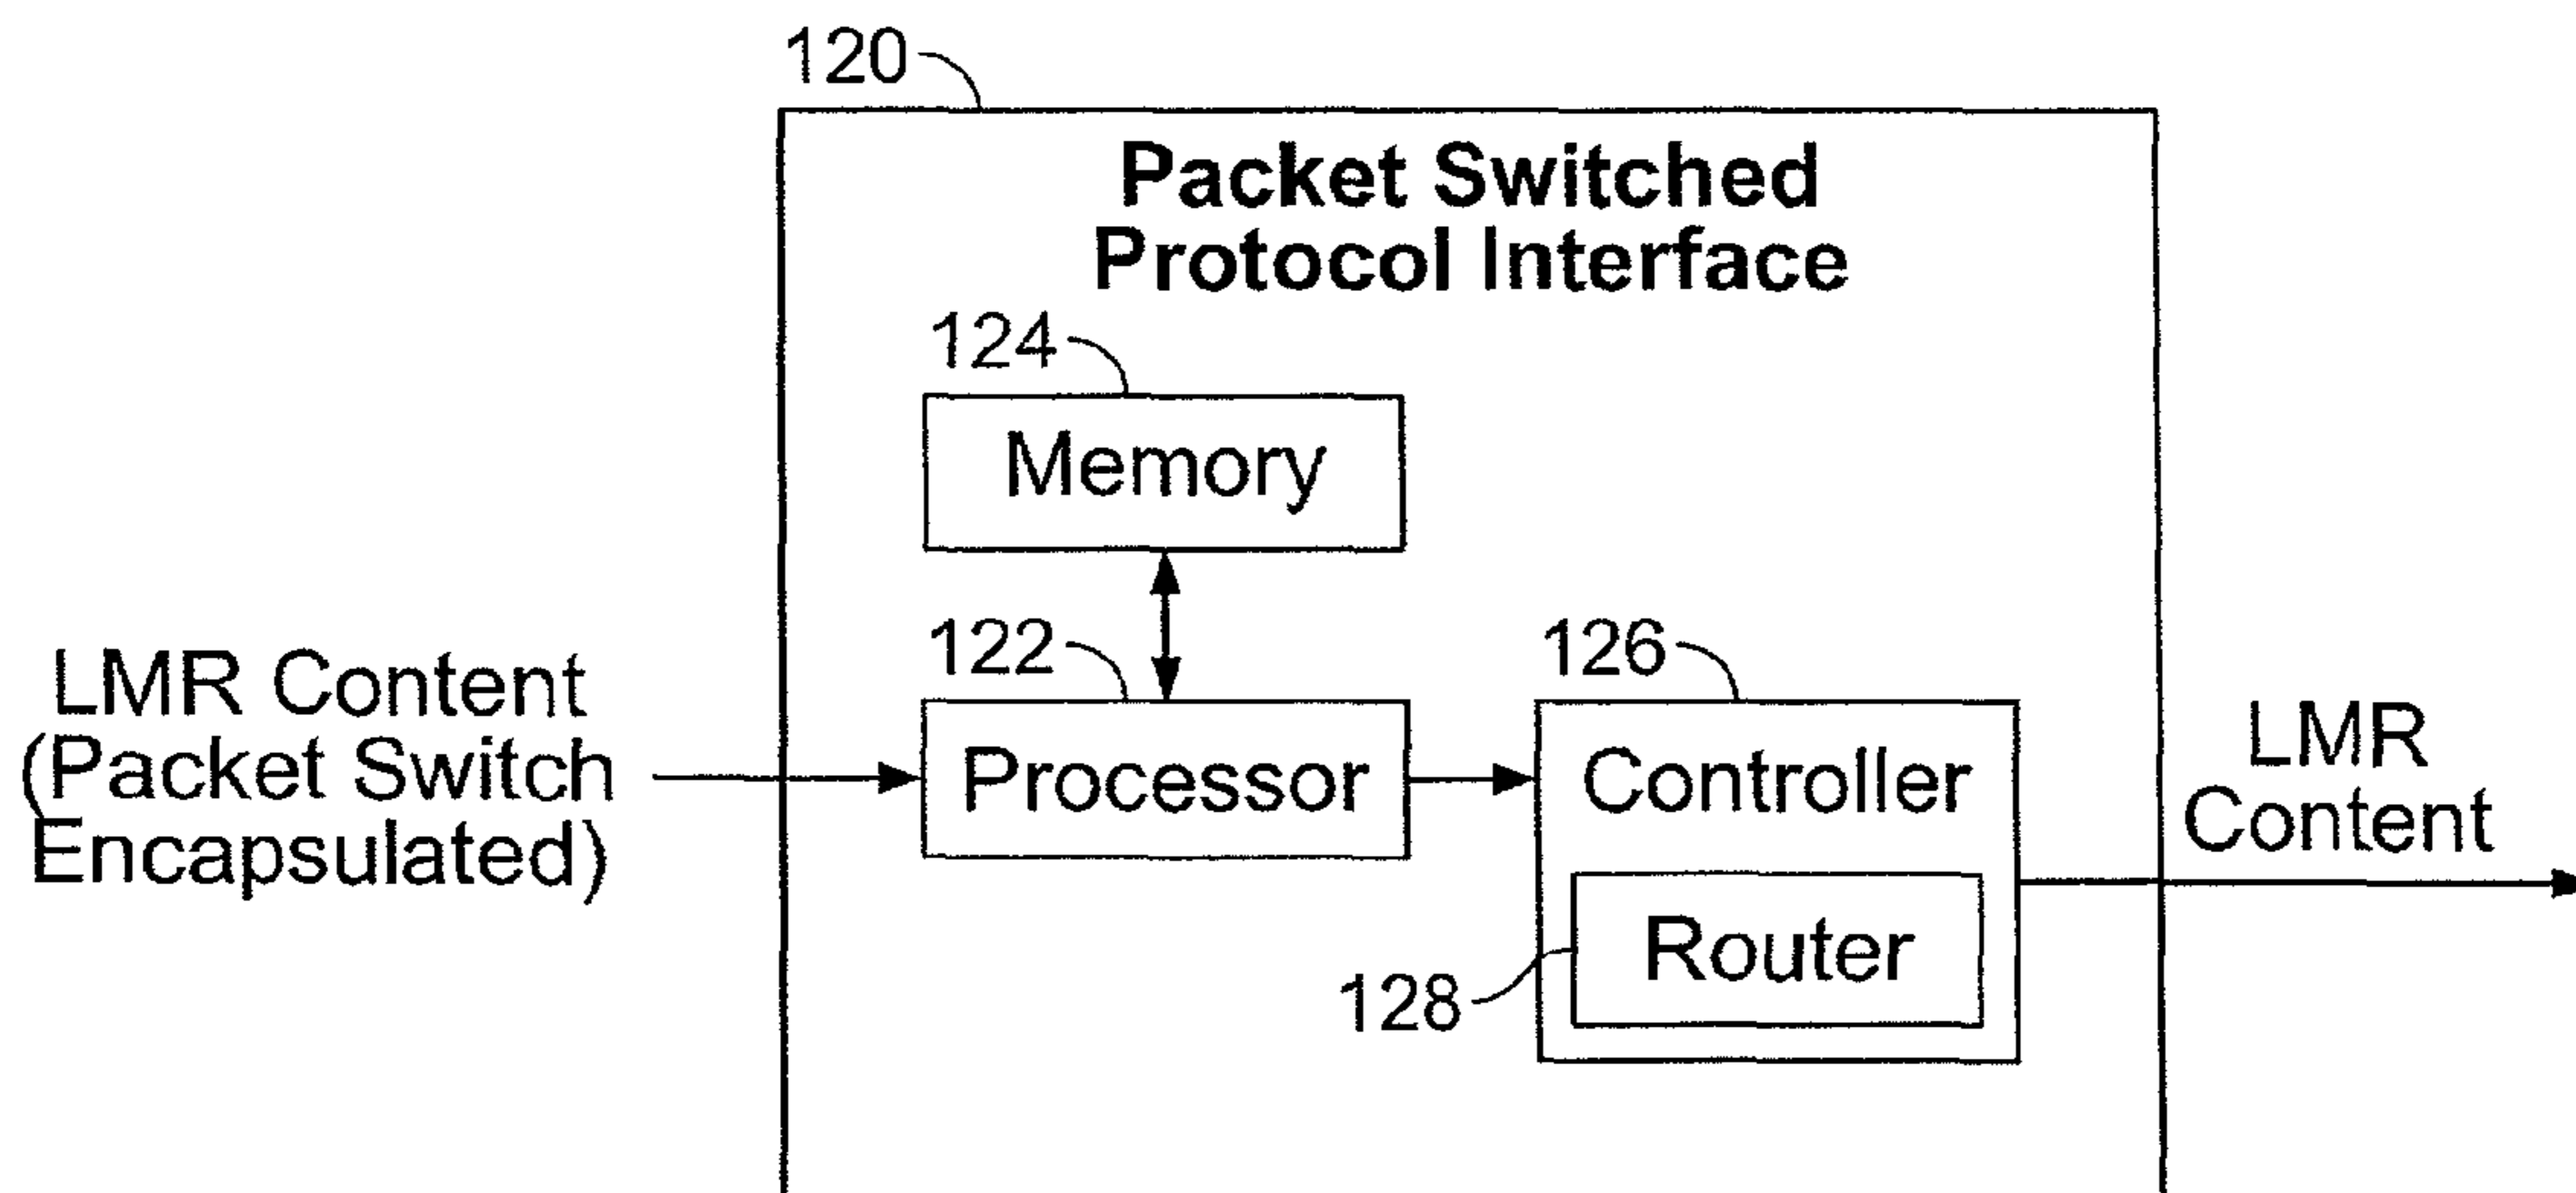 120
Packet Switched
Protocol Interface
124
Memory
122
126
LMR Content
(Packet Switch
Encapsulated)
Processor
Controller
LMR
Content
Router
128